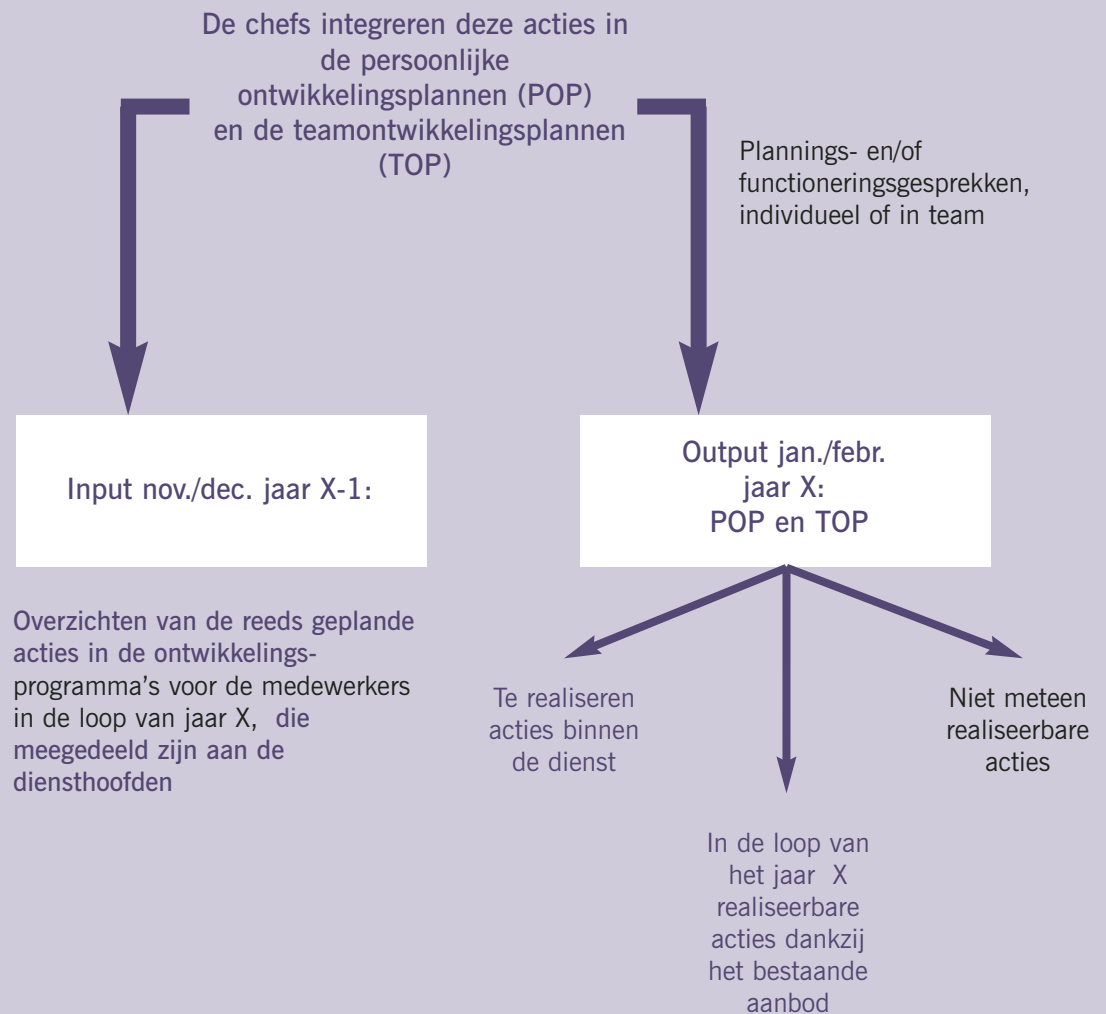 De chefs integreren deze acties in
de persoonlijke
ontwikkelingsplannen (POP)
en de teamontwikkelingsplannen
(TOP)
Plannings- en/of
functioneringsgesprekken,
individueel of in team
Input nov./dec. jaar X-1:
Output jan./febr.
jaar X:
POP en TOP
Overzichten van de reeds geplande
acties in de ontwikkelings-
programma's voor de medewerkers
in de loop van jaar X, die
meegedeeld zijn aan de
diensthoofden
Te realiseren
acties binnen
de dienst
Niet meteen
realiseerbare
acties
In de loop van
het jaar X
realiseerbare
acties dankzij
het bestaande
aanbod